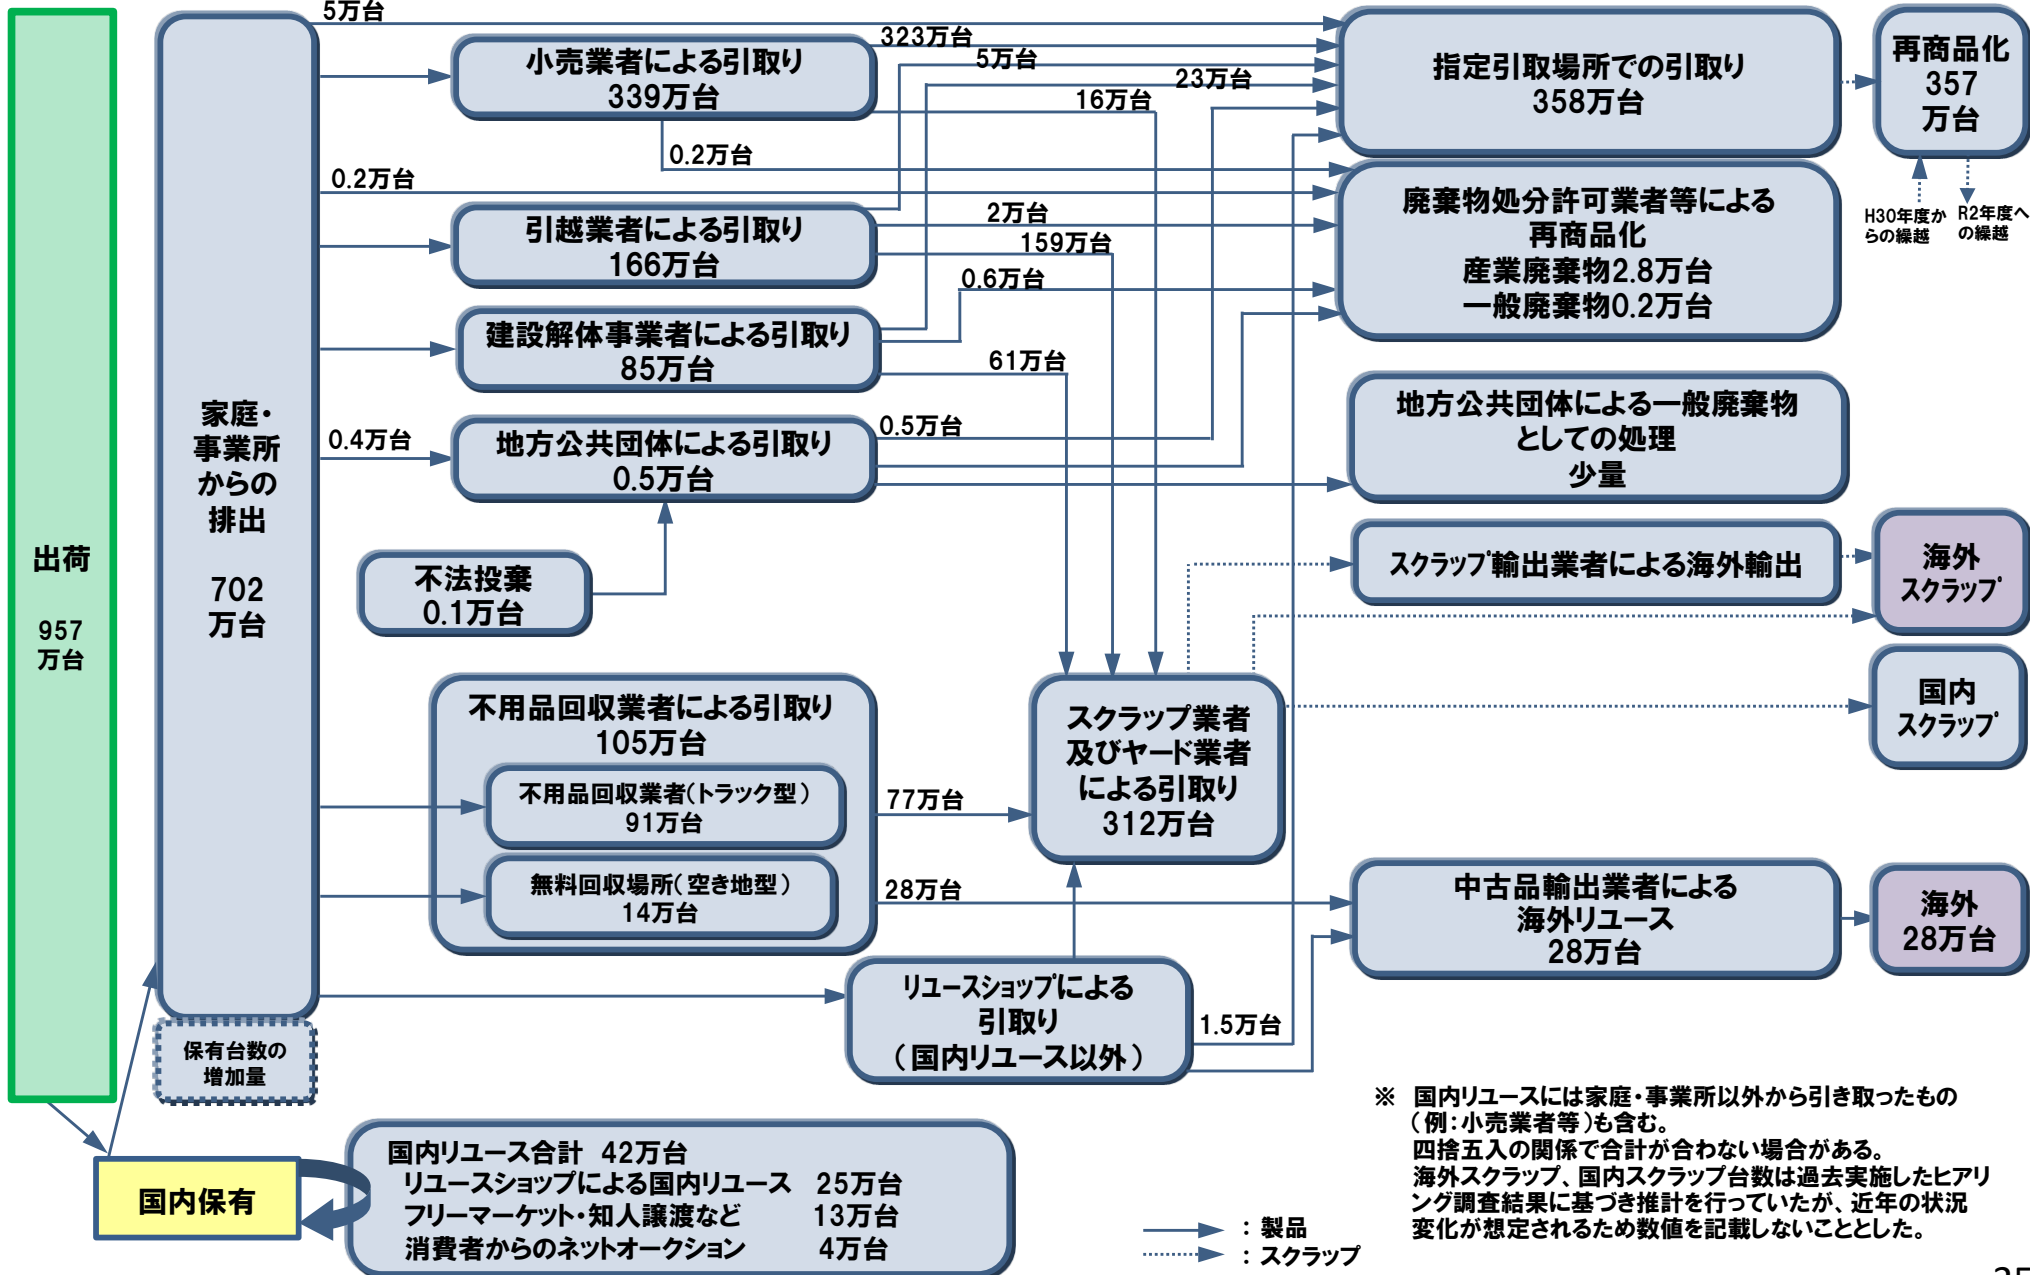 出荷
957
万台
家庭・
事業所
からの
排出
702
万台
保有台数の
増加量
国内保有
5万台
小売業者による引取り
339万台
323万台
5万台
23万台
16万台
0.2万台
0.2万台
引越業者による引取り
166万台
2万台
159万台
0.6万台
建設解体事業者による引取り
85万台
61万台
0.4万台
地方公共団体による引取り
0.5万台
0.5万台
不法投棄
0.1万台
不用品回収業者による引取り
105万台
不用品回収業者（トラック型）
91万台
無料回収場所（空き地型）
14万台
77万台
28万台
リユースショップによる
引取り
（国内リユース以外）
1.5万台
スクラップ業者
及びヤード業者
による引取り
312万台
指定引取場所での引取り
358万台
再商品化
357
万台
H30年度か
らの繰越
R2年度へ
の繰越
廃棄物処分許可業者等による
再商品化
産業廃棄物2.8万台
一般廃棄物0.2万台
地方公共団体による一般廃棄物
としての処理
少量
スクラップ輸出業者による海外輸出
海外
スクラップ
国内
スクラップ
中古品輸出業者による
海外リユース
28万台
海外
28万台
国内リユース合計 42万台
リユースショップによる国内リユース 25万台
フリーマーケット・知人譲渡など 13万台
消費者からのネットオークション 4万台
：製品
：スクラップ
※ 国内リユースには家庭・事業所以外から引き取ったもの
（例：小売業者等）も含む。
四捨五入の関係で合計が合わない場合がある。
海外スクラップ、国内スクラップ台数は過去実施したヒアリ
ング調査結果に基づき推計を行っていたが、近年の状況
変化が想定されるため数値を記載しないこととした。